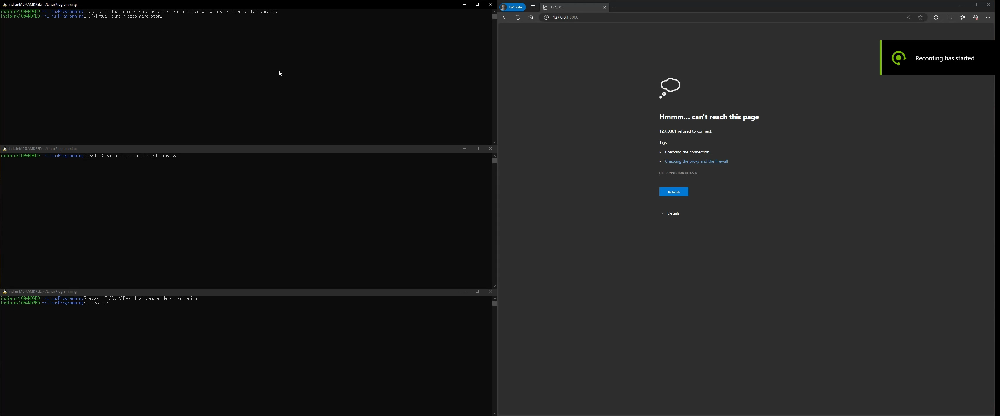 indiaink10@AMDRED: ~/LinuxProgramming
indiaink10@AMDRED:~/LinuxProgramming$ gcc -o virtual_sensor_data_generator virtual_sensor_data_generator.c -lpaho-mqtt3c
indiaink10@AMDRED:~/LinuxProgramming$ ./virtual_sensor_data_generator
indiaink10@AMDRED: ~/LinuxProgramming
indiaink10@AMDRED:~/LinuxProgramming$ python3 virtual_sensor_data_storing.py
indiaink10@AMDRED: ~/LinuxProgramming
indiaink10@AMDRED:~/LinuxProgramming$ export FLASK_APP=virtual_sensor_data_monitoring
indiaink10@AMDRED:~/LinuxProgramming$ flask run
InPrivate
127.0.0.1
127.0.0.1:5000
Recording has started
Hmmm... can't reach this page
127.0.0.1 refused to connect.
Try:
• Checking the connection
• Checking the proxy and the firewall
ERR_CONNECTION_REFUSED
Refresh
Details